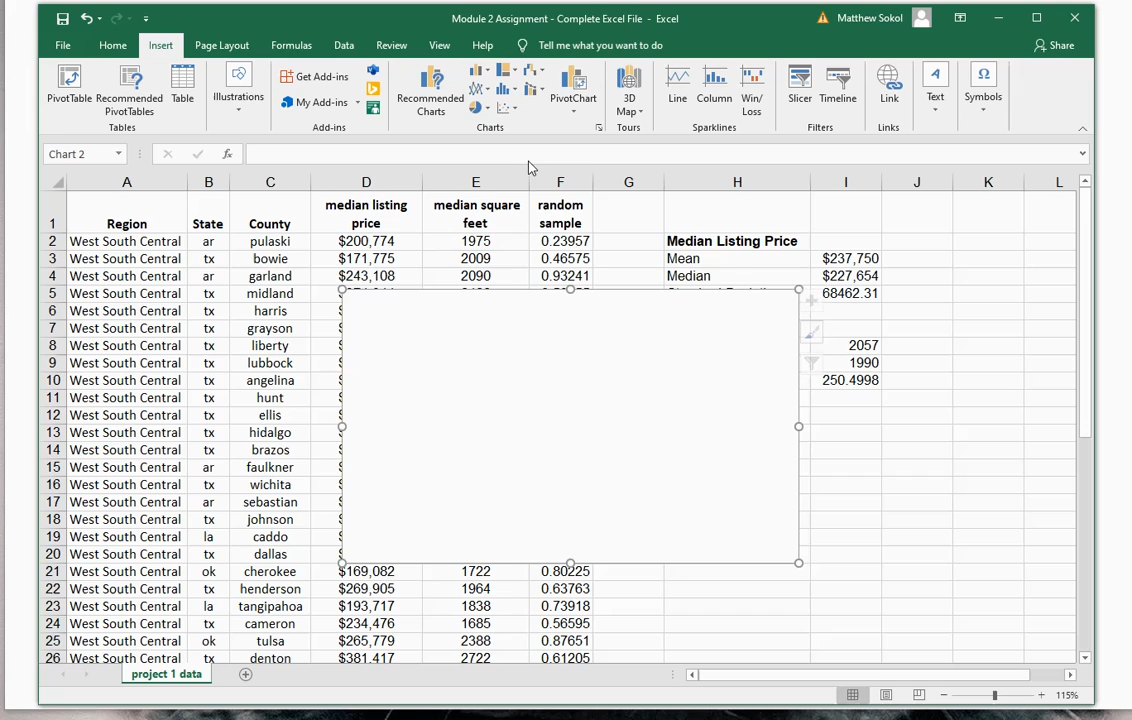 Module 2 Assignment - Complete Excel File - Excel
Matthew Sokol
File Home Insert Page Layout Formulas Data Review View Help Tell me what you want to do Share
PivotTable Recommended PivotTables Table Illustrations Get Add-ins My Add-ins Recommended Charts PivotChart 3D Map Line Column Win/Loss Slicer Timeline Link Text Symbols
Tables Add-ins Charts Tours Sparklines Filters Links
Chart 2 fx
A B C D E F G H I J K L
1 Region State County median listing price median square feet random sample
2 West South Central ar pulaski $200,774 1975 0.23957 Median Listing Price
3 West South Central tx bowie $171,775 2009 0.46575 Mean $237,750
4 West South Central ar garland $243,108 2090 0.93241 Median $227,654
5 West South Central tx midland 68462.31
6 West South Central tx harris
7 West South Central tx grayson
8 West South Central tx liberty 2057
9 West South Central tx lubbock 1990
10 West South Central tx angelina 250.4998
11 West South Central tx hunt
12 West South Central tx ellis
13 West South Central tx hidalgo
14 West South Central tx brazos
15 West South Central ar faulkner
16 West South Central tx wichita
17 West South Central ar sebastian
18 West South Central tx johnson
19 West South Central la caddo
20 West South Central tx dallas
21 West South Central ok cherokee $169,082 1722 0.80225
22 West South Central tx henderson $269,905 1964 0.63763
23 West South Central la tangipahoa $193,717 1838 0.73918
24 West South Central tx cameron $234,476 1685 0.56595
25 West South Central ok tulsa $265,779 2388 0.87651
26 West South Central tx denton $381,417 2722 0.61205
project 1 data
115%